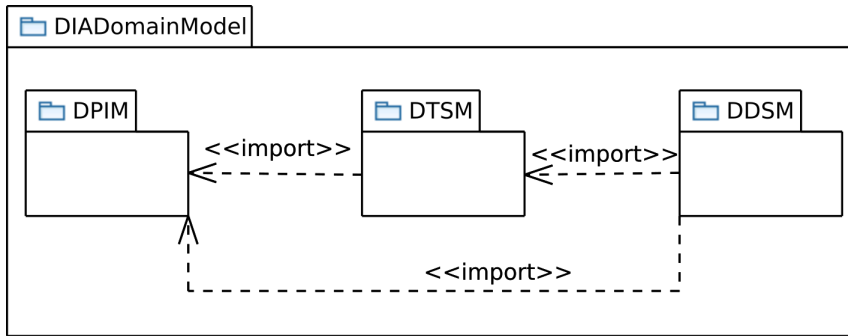 DIADomainModel
DPIM
DTSM
DDSM
<<import>>
<<import>>
<<import>>